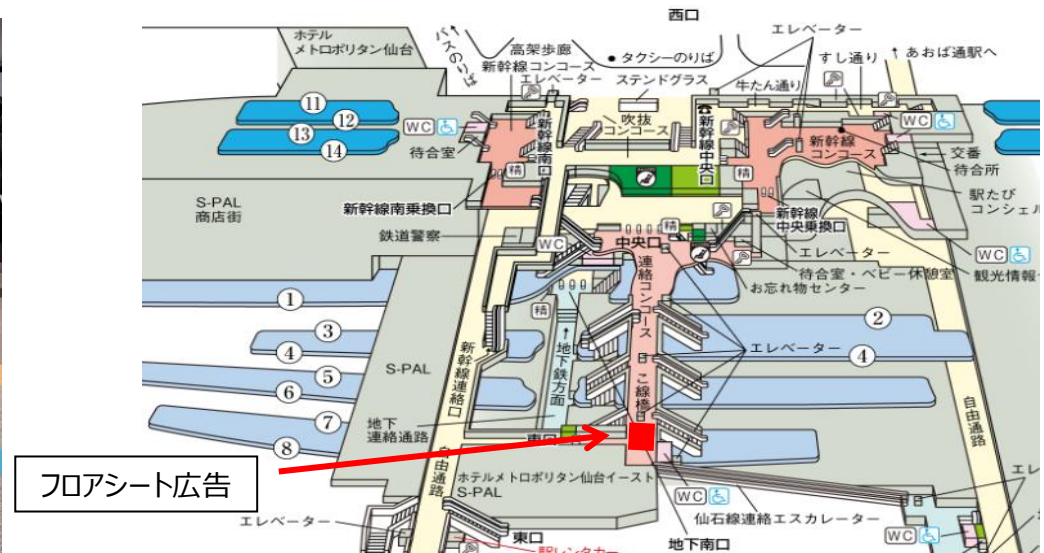 西口
ホテル
メトロポリタン仙台
バスのりば
高架歩廊
新幹線コンコース
エレベーター
● タクシーのりば
ステンドグラス
エレベーター
すし通り
↑ あおば通駅へ
牛たん通り
⑪
⑫
⑬
⑭
WC
待合室
新幹線南口
精
吹抜
コンコース
新幹線中央口
精
新幹線
コンコース
WC
交番
待合所
駅たび
コンシェル
S-PAL
商店街
新幹線南乗換口
鉄道警察
WC
中央口
精
新幹線
中央乗換口
エレベーター
待合室・ベビー休憩室
お忘れ物センター
WC
観光情報
①
③
④
⑤
⑥
⑦
⑧
精
連絡コンコース
②
④
エレベーター
S-PAL
新幹線連絡口
↑地下鉄方面
こ線橋
地下
連絡通路
自由通路
自由通路
フロアシート広告
ホテルメトロポリタン仙台イースト
S-PAL
WC
仙石線連絡エスカレーター
地下南口
エレベーター
東口
駅レンタカー
WC
エレ